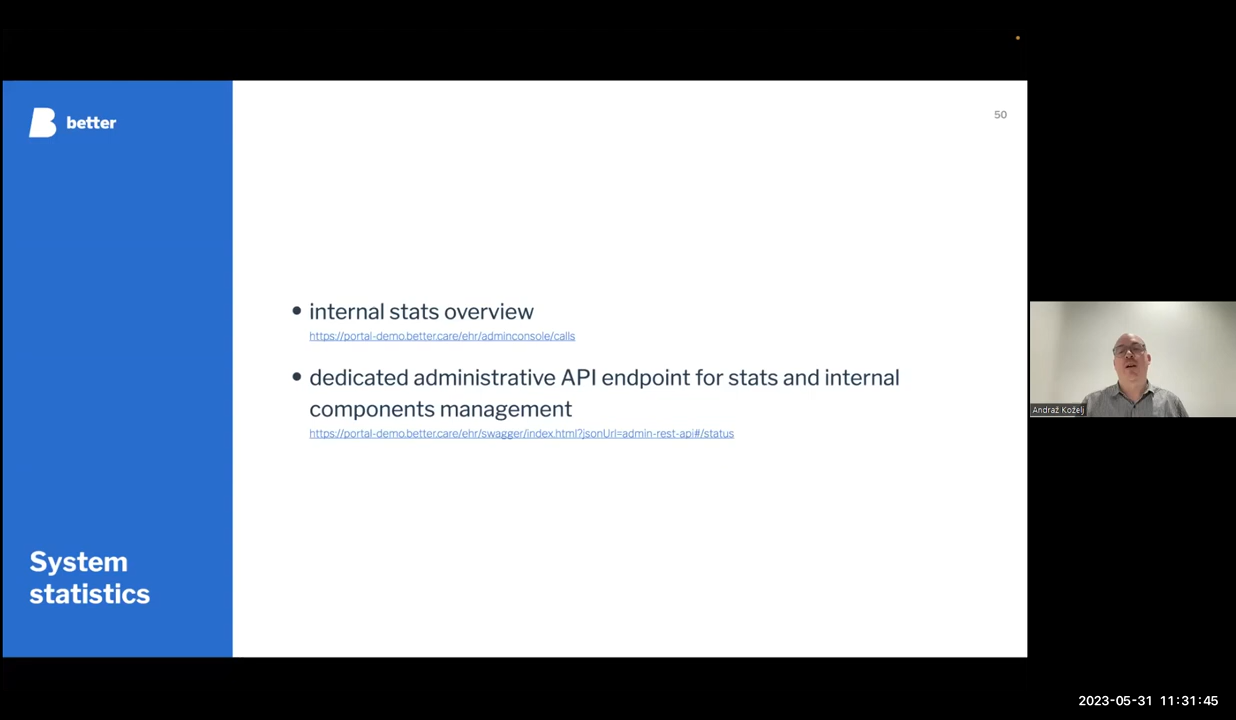 better
50
internal stats overview
https://portal-demo.better.care/ehr/adminconsole/calls
dedicated administrative API endpoint for stats and internal
components management
https://portal-demo.better.care/ehr/swagger/index.html?jsonUrl=admin-rest-api#/status
System
statistics
Andraž Koželj
2023-05-31 11:31:45